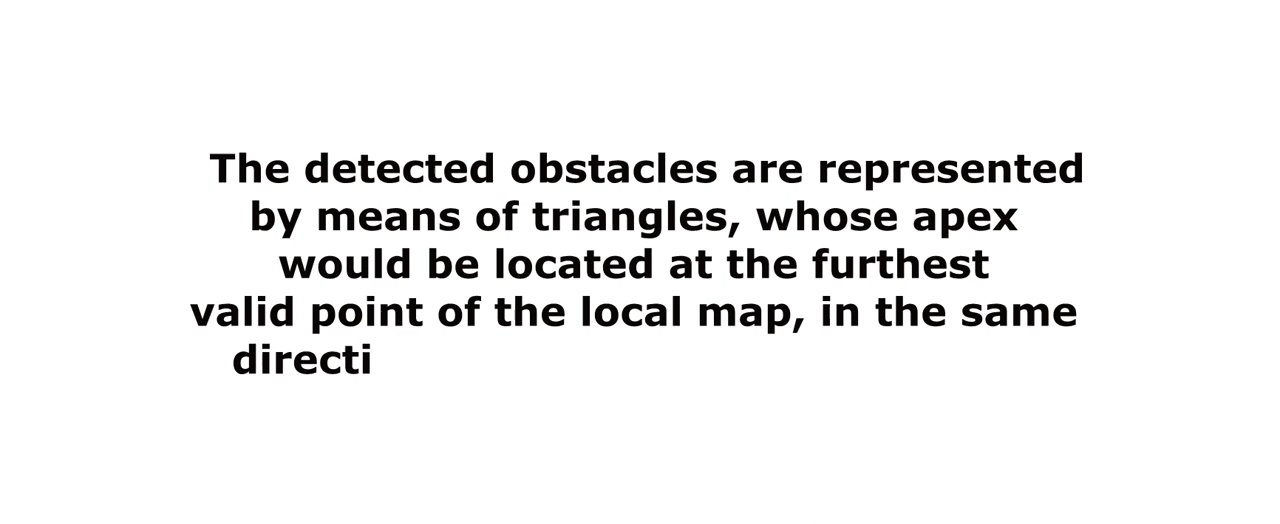 The detected obstacles are represented
by means of triangles, whose apex
would be located at the furthest
valid point of the local map, in the same
directi